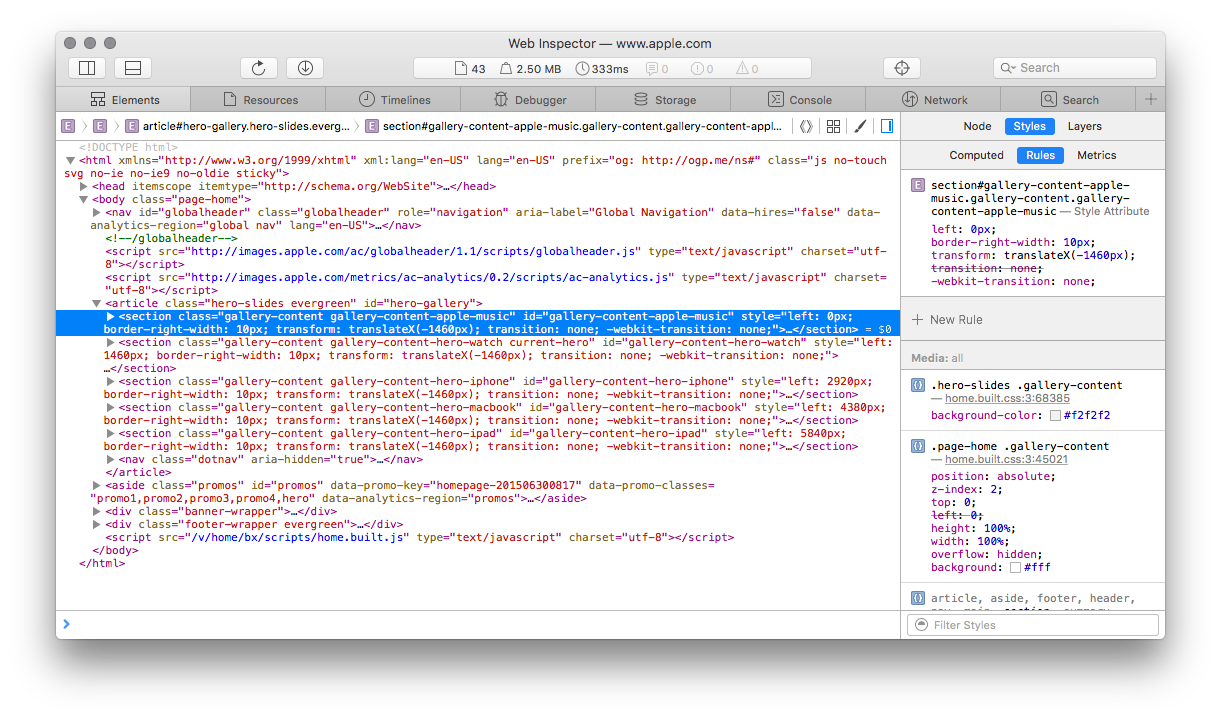 Web Inspector — www.apple.com
43 2.50 MB 333ms 0 0 0 Search
Elements Resources Timelines Debugger Storage Console Network Search
E E E article#hero-gallery.hero-slides.everg... E section#gallery-content-apple-music.gallery-content.gallery-content-appl...
<!DOCTYPE html>
<html xmlns="http://www.w3.org/1999/xhtml" xml:lang="en-US" lang="en-US" prefix="og: http://ogp.me/ns#" class="js no-touch
svg no-ie no-ie9 no-oldie sticky">
<head itemscope itemtype="http://schema.org/WebSite">…</head>
<body class="page-home">
<nav id="globalheader" class="globalheader" role="navigation" aria-label="Global Navigation" data-hires="false" data-
analytics-region="global nav" lang="en-US">…</nav>
<!--/globalheader-->
<script src="http://images.apple.com/ac/globalheader/1.1/scripts/globalheader.js" type="text/javascript" charset="utf-
8"></script>
<script src="http://images.apple.com/metrics/ac-analytics/0.2/scripts/ac-analytics.js" type="text/javascript" charset=
"utf-8"></script>
<article class="hero-slides evergreen" id="hero-gallery">
<section class="gallery-content gallery-content-apple-music" id="gallery-content-apple-music" style="left: 0px;
border-right-width: 10px; transform: translateX(-1460px); transition: none; -webkit-transition: none;">…</section> = $0
<section class="gallery-content gallery-content-hero-watch current-hero" id="gallery-content-hero-watch" style="left:
1460px; border-right-width: 10px; transform: translateX(-1460px); transition: none; -webkit-transition: none;">
…</section>
<section class="gallery-content gallery-content-hero-iphone" id="gallery-content-hero-iphone" style="left: 2920px;
border-right-width: 10px; transform: translateX(-1460px); transition: none; -webkit-transition: none;">…</section>
<section class="gallery-content gallery-content-hero-macbook" id="gallery-content-hero-macbook" style="left: 4380px;
border-right-width: 10px; transform: translateX(-1460px); transition: none; -webkit-transition: none;">…</section>
<section class="gallery-content gallery-content-hero-ipad" id="gallery-content-hero-ipad" style="left: 5840px;
border-right-width: 10px; transform: translateX(-1460px); transition: none; -webkit-transition: none;">…</section>
<nav class="dotnav" aria-hidden="true">…</nav>
</article>
<aside class="promos" id="promos" data-promo-key="homepage-201506300817" data-promo-classes=
"promo1,promo2,promo3,promo4,hero" data-analytics-region="promos">…</aside>
<div class="banner-wrapper">…</div>
<div class="footer-wrapper evergreen">…</div>
<script src="/v/home/bx/scripts/home.built.js" type="text/javascript" charset="utf-8"></script>
</body>
</html>
Node Styles Layers
Computed Rules Metrics
E section#gallery-content-apple-
music.gallery-content.gallery-
content-apple-music — Style Attribute
left: 0px;
border-right-width: 10px;
transform: translateX(-1460px);
transition: none;
-webkit-transition: none;
New Rule
Media: all
.hero-slides .gallery-content
— home.built.css:3:68385
background-color: #f2f2f2
.page-home .gallery-content
— home.built.css:3:45021
position: absolute;
z-index: 2;
top: 0;
left: 0;
height: 100%;
width: 100%;
overflow: hidden;
background: #fff
article, aside, footer, header,
Filter Styles